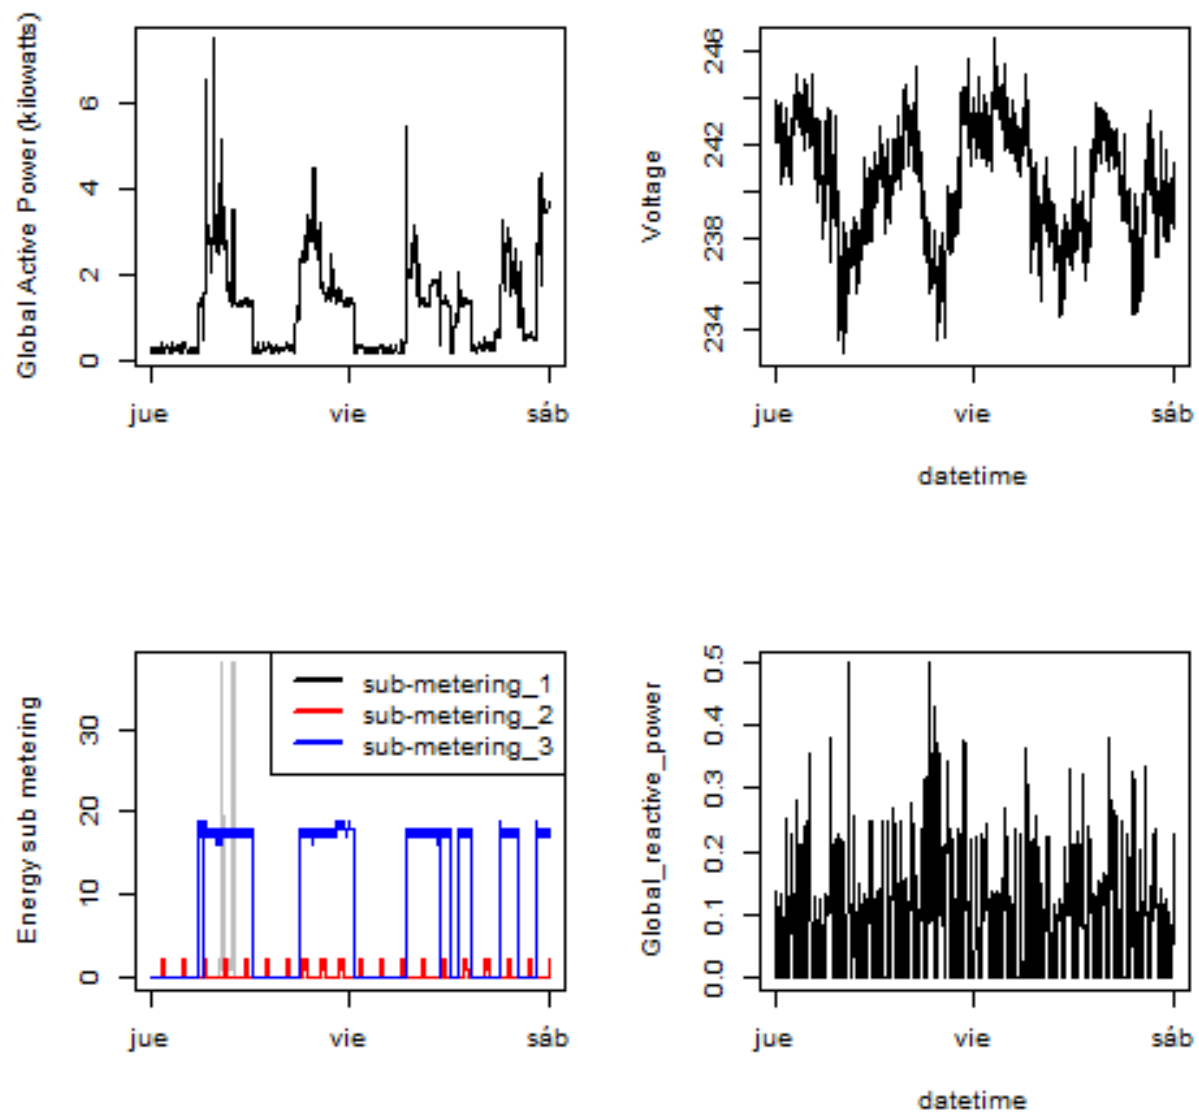 Global Active Power (kilowatts)
0 2 4 6
jue vie sáb
Voltage
234 238 242 246
jue vie sáb
datetime
Energy sub metering
0 10 20 30
sub-metering_1
sub-metering_2
sub-metering_3
jue vie sáb
Global_reactive_power
0.0 0.1 0.2 0.3 0.4 0.5
jue vie sáb
datetime